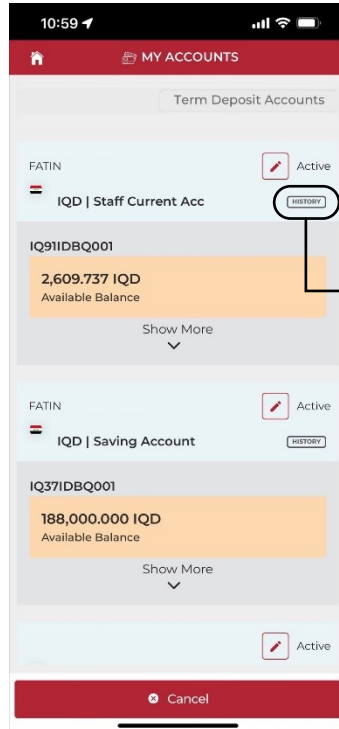 10:59
MY ACCOUNTS
Term Deposit Accounts
FATIN
Active
IQD | Staff Current Acc
HISTORY
IQ91IDBQ001
2,609.737 IQD
Available Balance
Show More
FATIN
Active
IQD | Saving Account
HISTORY
IQ37IDBQ001
188,000.000 IQD
Available Balance
Show More
Active
Cancel